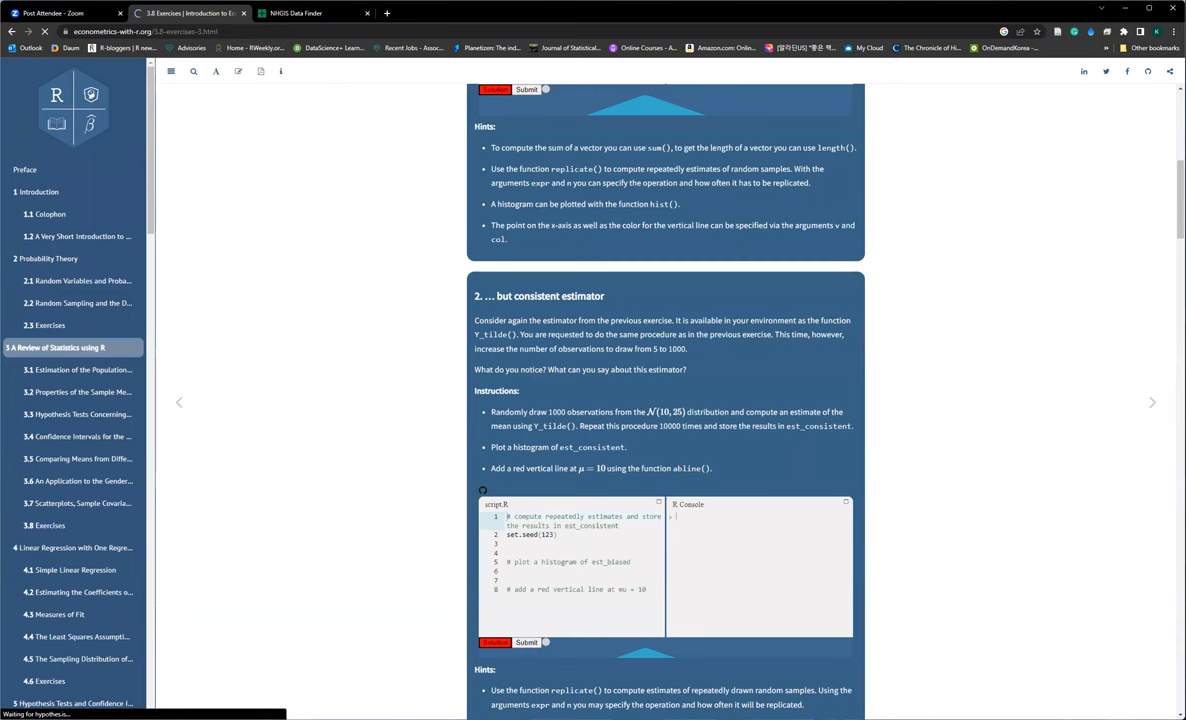 Post Attendee - Zoom
3.8 Exercises | Introduction to Ec
NHGIS Data Finder
econometrics-with-r.org/3.8-exercises-3.html
Outlook
Daum
R-bloggers | R new...
Advisories
Home - RWeekly.or...
DataScience+ Learn...
Recent Jobs - Assoc...
Planetizen: The ind...
Journal of Statistical...
Online Courses - A...
Amazon.com: Onlin...
[알라딘US] "좋은 책...
My Cloud
The Chronicle of Hi...
OnDemandKorea -...
»
Other bookmarks
R
β
Preface
1 Introduction
1.1 Colophon
1.2 A Very Short Introduction to ...
2 Probability Theory
2.1 Random Variables and Proba...
2.2 Random Sampling and the D...
2.3 Exercises
3 A Review of Statistics using R
3.1 Estimation of the Population...
3.2 Properties of the Sample Me...
3.3 Hypothesis Tests Concerning...
3.4 Confidence Intervals for the ...
3.5 Comparing Means from Diffe...
3.6 An Application to the Gender...
3.7 Scatterplots, Sample Covaria...
3.8 Exercises
4 Linear Regression with One Regre...
4.1 Simple Linear Regression
4.2 Estimating the Coefficients o...
4.3 Measures of Fit
4.4 The Least Squares Assumpti...
4.5 The Sampling Distribution of...
4.6 Exercises
5 Hypothesis Tests and Confidence I...
Waiting for hypothes.is...
Solution Submit
Hints:
• To compute the sum of a vector you can use sum(), to get the length of a vector you can use length().
• Use the function replicate() to compute repeatedly estimates of random samples. With the
arguments expr and n you can specify the operation and how often it has to be replicated.
• A histogram can be plotted with the function hist().
• The point on the x-axis as well as the color for the vertical line can be specified via the arguments v and
col.
2. … but consistent estimator
Consider again the estimator from the previous exercise. It is available in your environment as the function
Y_tilde(). You are requested to do the same procedure as in the previous exercise. This time, however,
increase the number of observations to draw from 5 to 1000.
What do you notice? What can you say about this estimator?
Instructions:
• Randomly draw 1000 observations from the N(10, 25) distribution and compute an estimate of the
mean using Y_tilde(). Repeat this procedure 10000 times and store the results in est_consistent.
• Plot a histogram of est_consistent.
• Add a red vertical line at μ = 10 using the function abline().
script.R
1 # compute repeatedly estimates and store
the results in est_consistent
2 set.seed(123)
3
4
5 # plot a histogram of est_biased
6
7
8 # add a red vertical line at mu = 10
R Console
>
Solution Submit
Hints:
• Use the function replicate() to compute estimates of repeatedly drawn random samples. Using the
arguments expr and n you may specify the operation and how often it will be replicated.